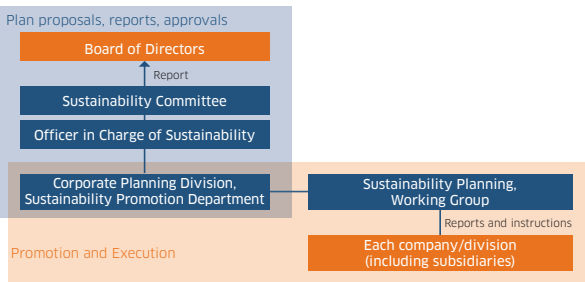 Plan proposals, reports, approvals
Board of Directors
Report
Sustainability Committee
Officer in Charge of Sustainability
Corporate Planning Division,
Sustainability Promotion Department
Sustainability Planning,
Working Group
Reports and instructions
Each company/division
(including subsidiaries)
Promotion and Execution